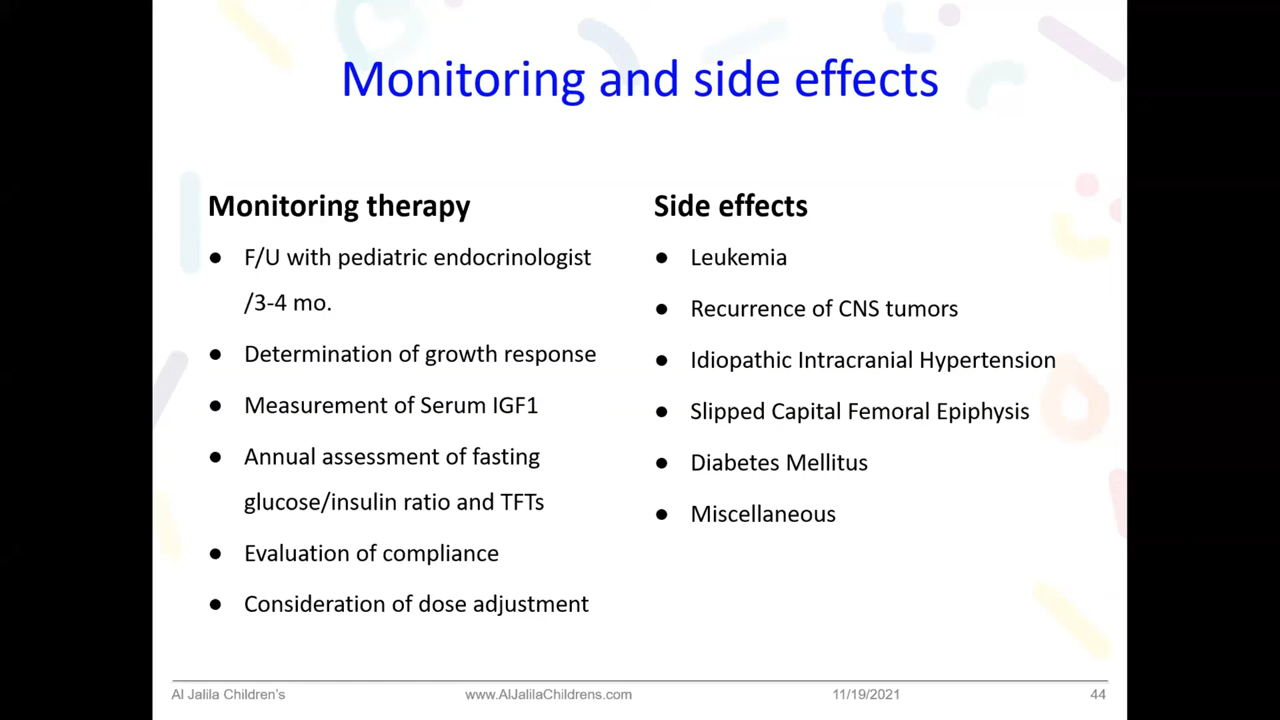 Monitoring and side effects
Monitoring therapy
● F/U with pediatric endocrinologist
/3-4 mo.
● Determination of growth response
● Measurement of Serum IGF1
● Annual assessment of fasting
glucose/insulin ratio and TFTs
● Evaluation of compliance
● Consideration of dose adjustment
Side effects
● Leukemia
● Recurrence of CNS tumors
● Idiopathic Intracranial Hypertension
● Slipped Capital Femoral Epiphysis
● Diabetes Mellitus
● Miscellaneous
Al Jalila Children's www.AlJalilaChildrens.com 11/19/2021 44